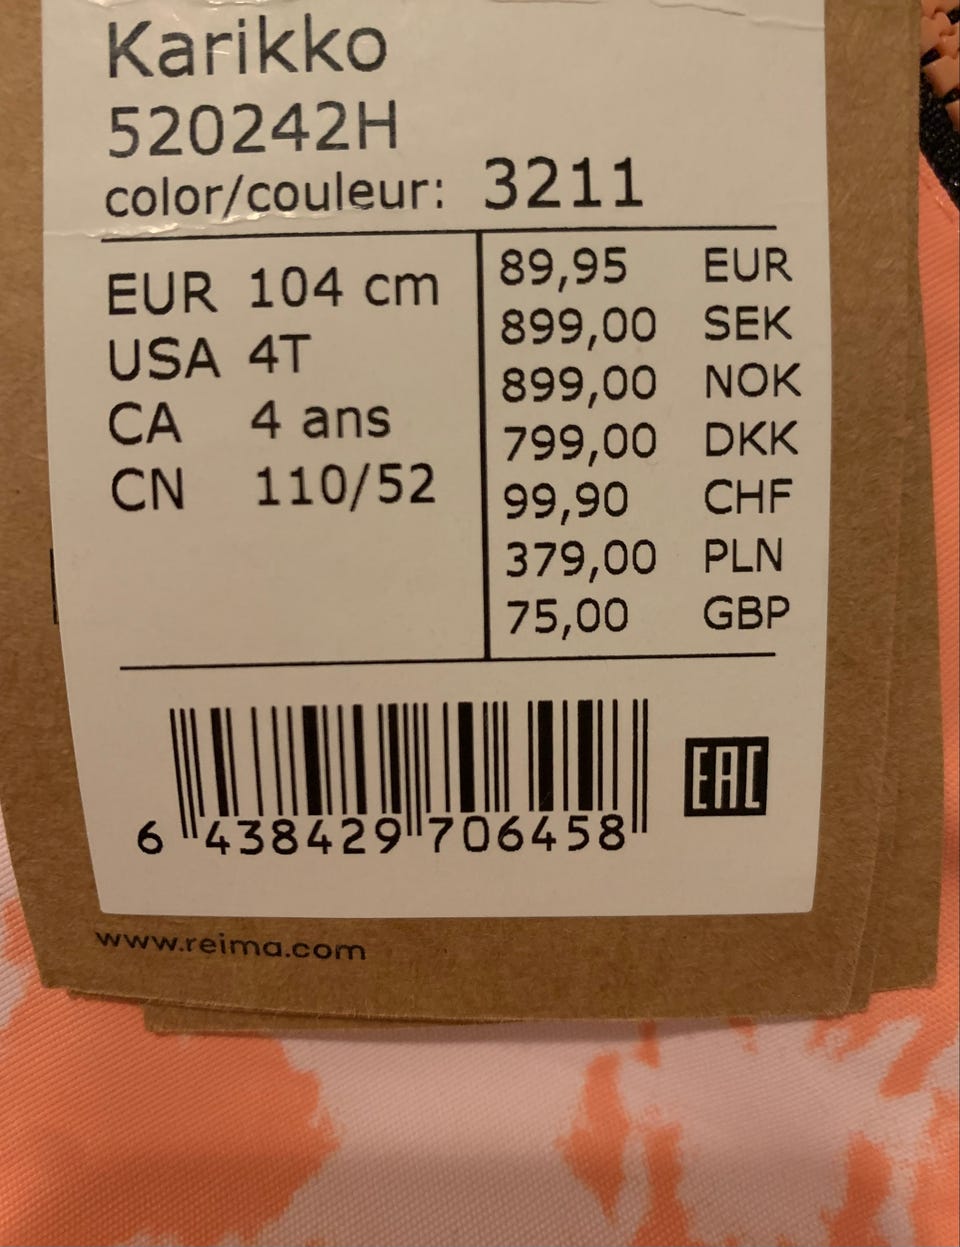 Karikko
520242H
color/couleur: 3211
EUR 104 cm
USA 4T
CA 4 ans
CN 110/52
89,95 EUR
899,00 SEK
899,00 NOK
799,00 DKK
99,90 CHF
379,00 PLN
75,00 GBP
6 438429 706458
EAC
www.reima.com